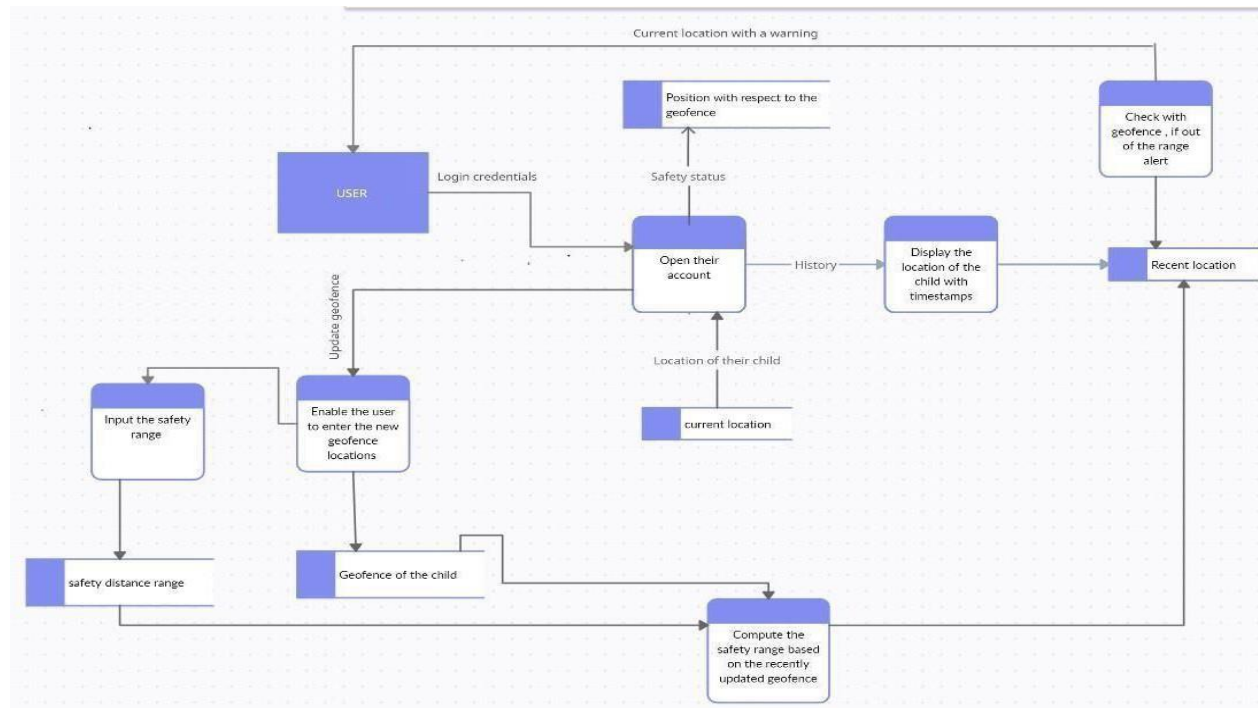 Current location with a warning
Position with respect to the
geofence
Check with
geofence , if out
of the range
alert
USER
Login credentials
Safety status
Open their
account
History
Display the
location of the
child with
timestamps
Recent location
Update geofence
Location of their child
current location
Input the safety
range
Enable the user
to enter the new
geofence
locations
safety distance range
Geofence of the child
Compute the
safety range based
on the recently
updated geofence